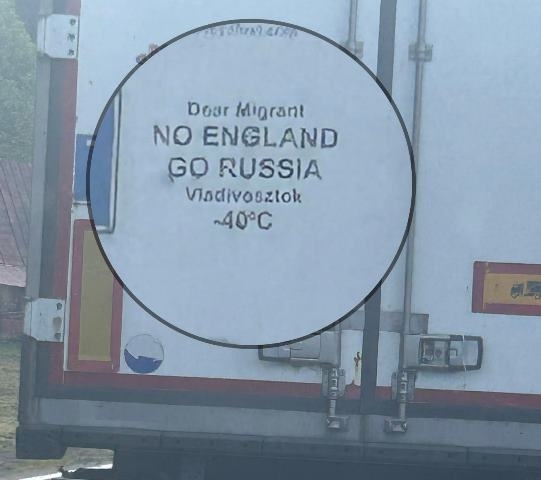 Dear Migrant
NO ENGLAND
GO RUSSIA
Vladivosztok
-40°C